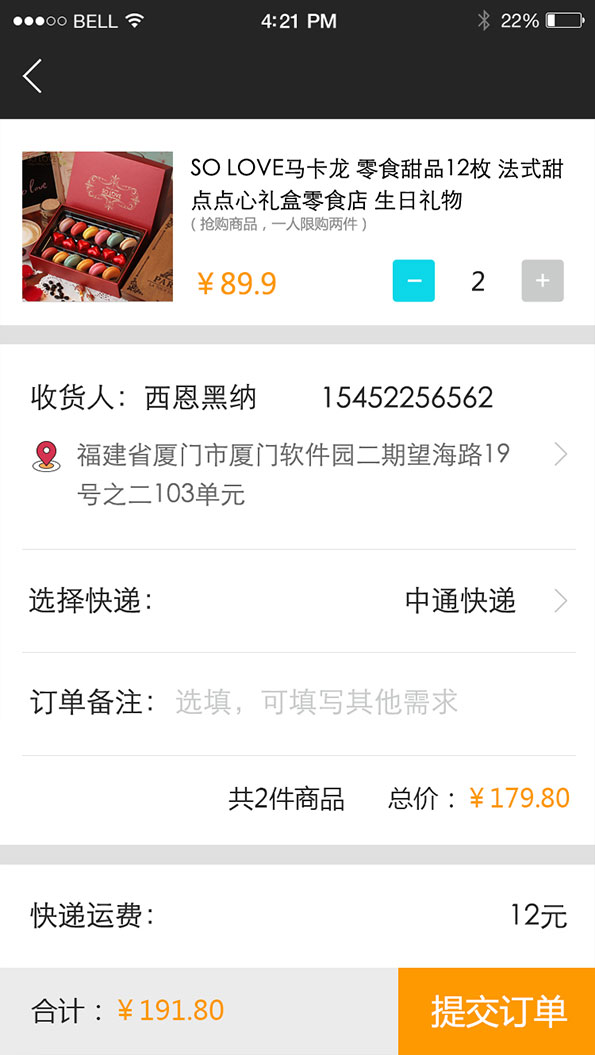 BELL 4:21 PM 22%
SO LOVE马卡龙 零食甜品12枚 法式甜
点点心礼盒零食店 生日礼物
( 抢购商品，一人限购两件 )
￥89.9 － 2 +
收货人： 西恩黑纳 15452256562
福建省厦门市厦门软件园二期望海路19
号之二103单元
选择快递： 中通快递
订单备注： 选填，可填写其他需求
共2件商品 总价： ￥179.80
快递运费： 12元
合计： ￥191.80 提交订单